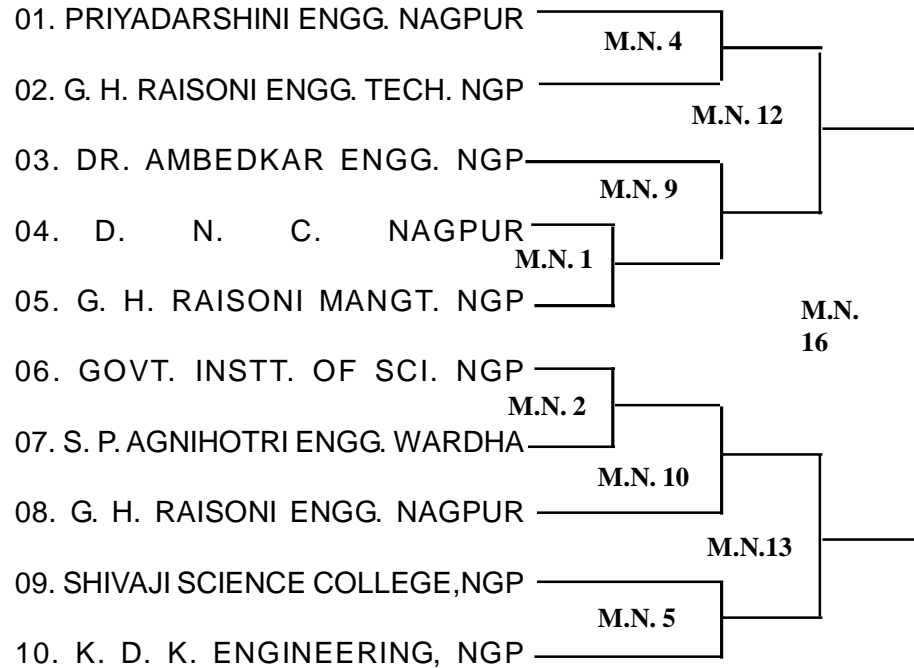 01. PRIYADARSHINI ENGG. NAGPUR
M.N. 4
02. G. H. RAISONI ENGG. TECH. NGP
M.N. 12
03. DR. AMBEDKAR ENGG. NGP
M.N. 9
04. D. N. C. NAGPUR
M.N. 1
05. G. H. RAISONI MANGT. NGP
M.N.
16
06. GOVT. INSTT. OF SCI. NGP
M.N. 2
07. S. P. AGNIHOTRI ENGG. WARDHA
M.N. 10
08. G. H. RAISONI ENGG. NAGPUR
M.N.13
09. SHIVAJI SCIENCE COLLEGE,NGP
M.N. 5
10. K. D. K. ENGINEERING, NGP